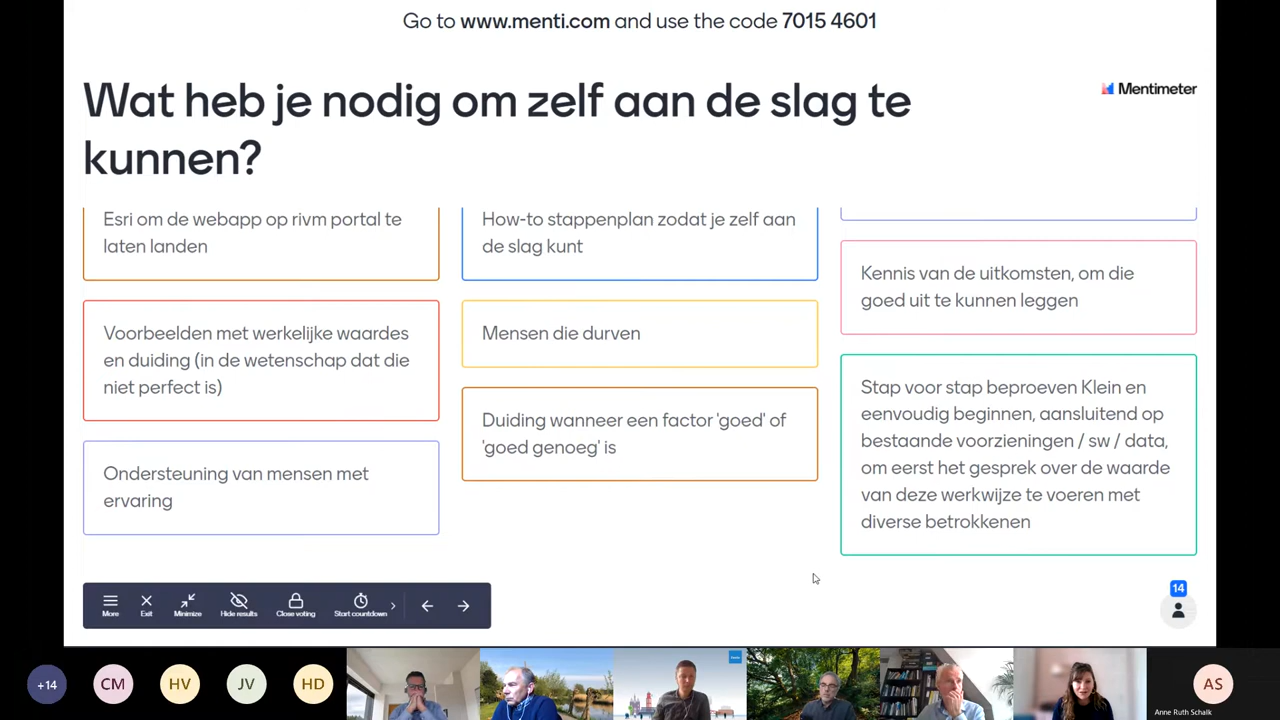 Go to www.menti.com and use the code 7015 4601
Wat heb je nodig om zelf aan de slag te
kunnen?
Mentimeter
Esri om de webapp op rivm portal te
laten landen
Voorbeelden met werkelijke waardes
en duiding (in de wetenschap dat die
niet perfect is)
Ondersteuning van mensen met
ervaring
How-to stappenplan zodat je zelf aan
de slag kunt
Mensen die durven
Duiding wanneer een factor 'goed' of
'goed genoeg' is
Kennis van de uitkomsten, om die
goed uit te kunnen leggen
Stap voor stap beproeven Klein en
eenvoudig beginnen, aansluitend op
bestaande voorzieningen / sw / data,
om eerst het gesprek over de waarde
van deze werkwijze te voeren met
diverse betrokkenen
More
Exit
Minimize
Hide results
Close voting
Start countdown
14
+14
CM
HV
JV
HD
AS
Anne Ruth Schalk